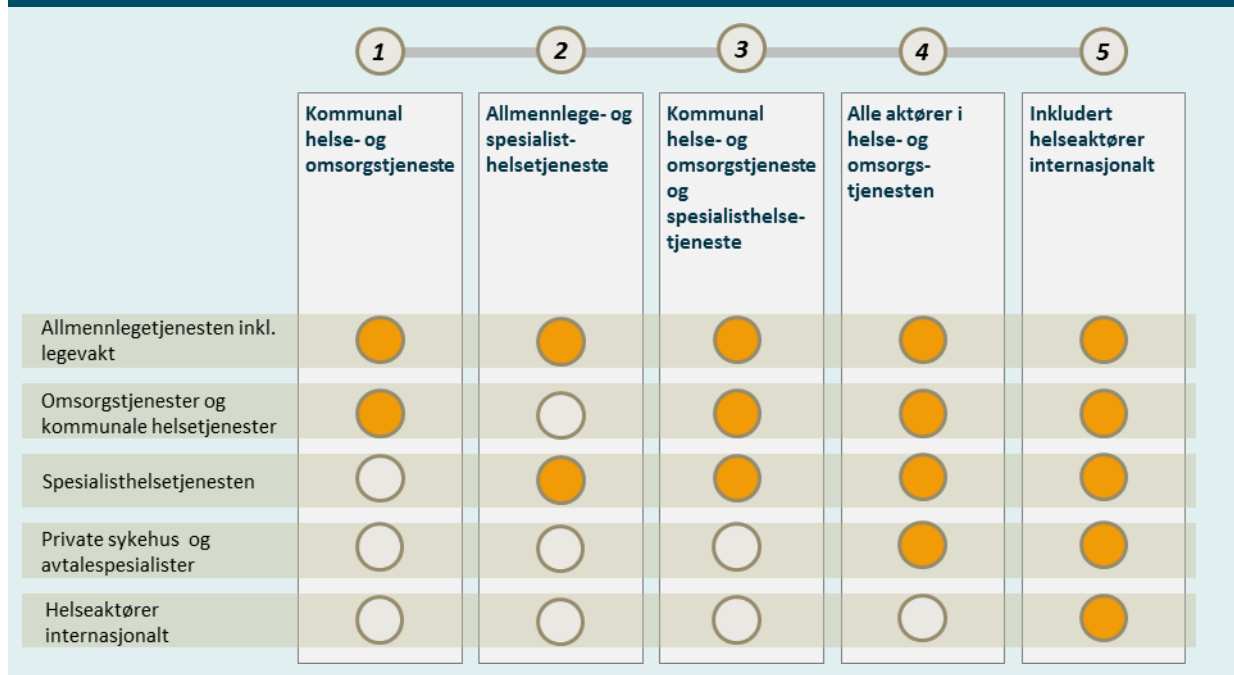 1
2
3
4
5
Kommunal
helse- og
omsorgstjeneste
Allmennlege- og
spesialist-
helsetjeneste
Kommunal
helse- og
omsorgstjeneste
og
spesialisthelse-
tjeneste
Alle aktører i
helse- og
omsorgs-
tjenesten
Inkludert
helseaktører
internasjonalt
Allmennlegetjenesten inkl.
legevakt
Omsorgstjenester og
kommunale helsetjenester
Spesialisthelsetjenesten
Private sykehus og
avtalespesialister
Helseaktører
internasjonalt